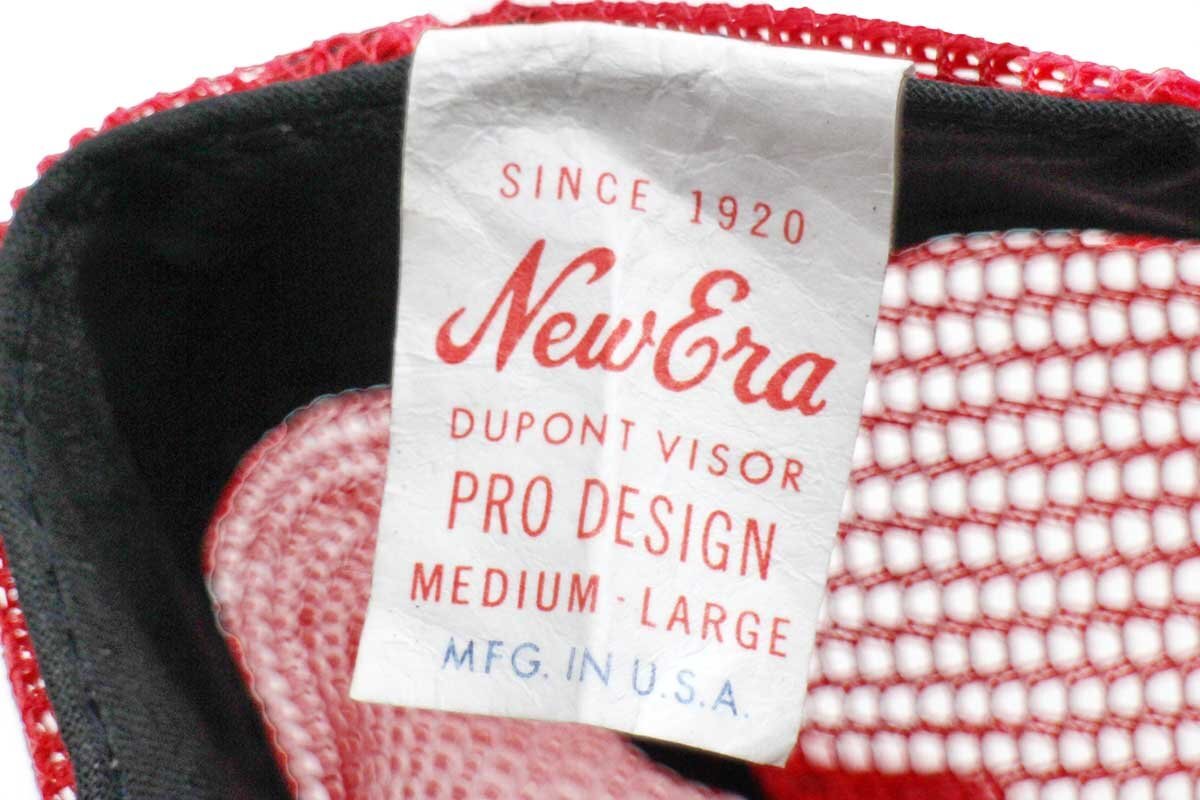 SINCE 1920
New Era
DUPONT VISOR
PRO DESIGN
MEDIUM - LARGE
MFG. IN U.S.A.